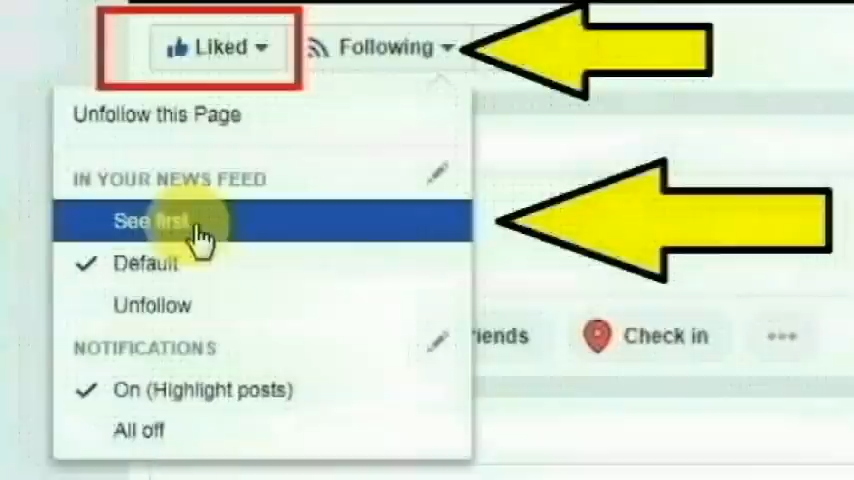 Liked
Following
Unfollow this Page
IN YOUR NEWS FEED
See first
Default
Unfollow
riends
Check in
NOTIFICATIONS
On (Highlight posts)
All off